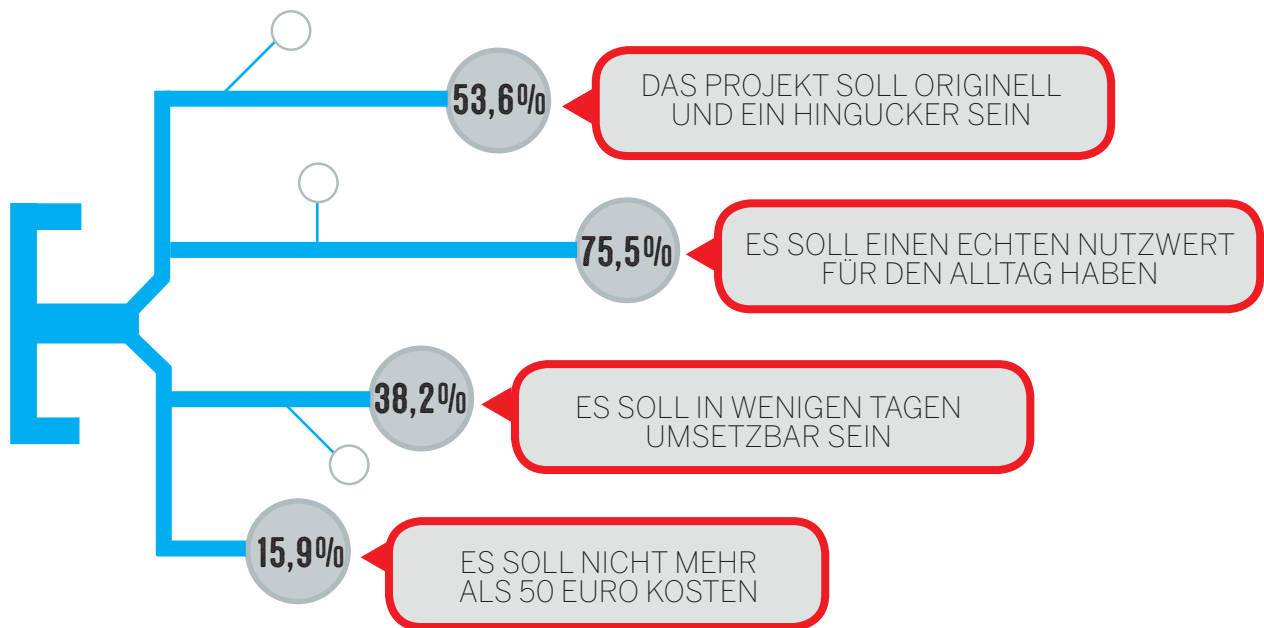 53,6%
DAS PROJEKT SOLL ORIGINELL
UND EIN HINGUCKER SEIN
75,5%
ES SOLL EINEN ECHTEN NUTZWERT
FÜR DEN ALLTAG HABEN
38,2%
ES SOLL IN WENIGEN TAGEN
UMSETZBAR SEIN
15,9%
ES SOLL NICHT MEHR
ALS 50 EURO KOSTEN